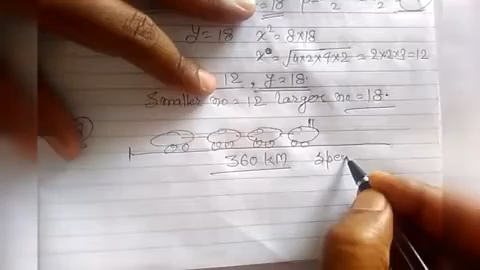 y = 18 x² = 8×18
x = √4×2×9×2 = 2×2×3 = 12
12, y = 18.
Smaller no = 12 larger no = 18.
360 KM Spee